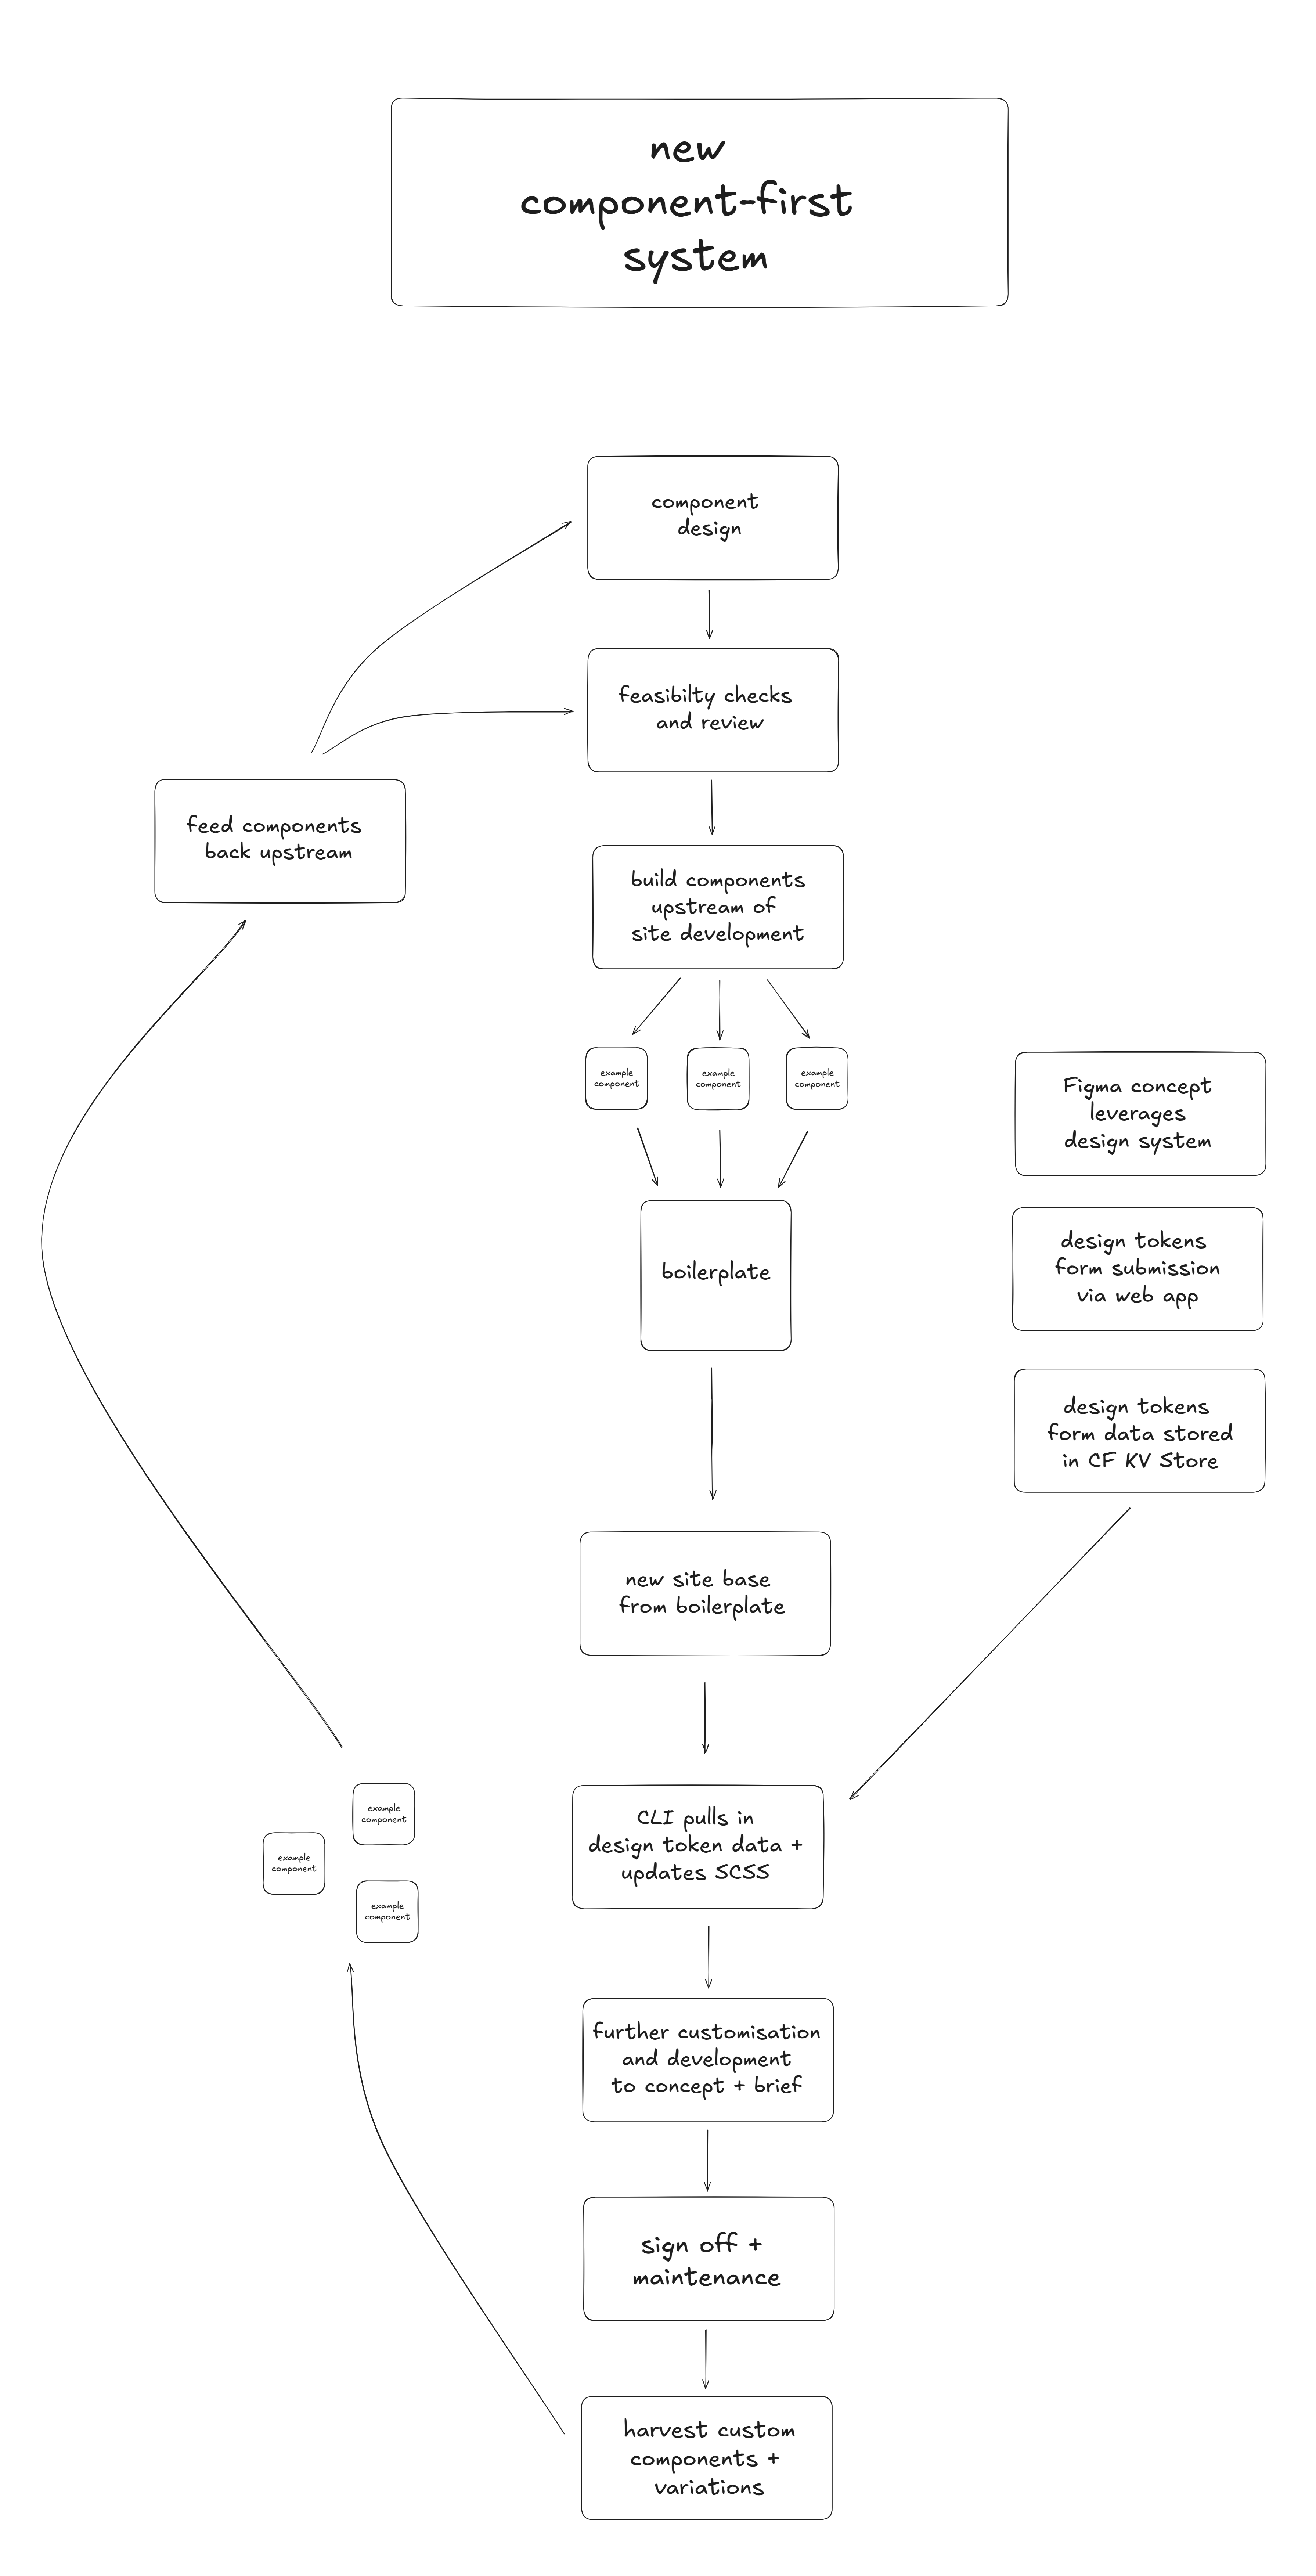 new
component-first
system
component
design
feasibilty checks
and review
feed components
back upstream
build components
upstream of
site development
example
component
example
component
example
component
Figma concept
leverages
design system
boilerplate
design tokens
form submission
via web app
design tokens
form data stored
in CF KV Store
new site base
from boilerplate
example
component
example
component
example
component
CLI pulls in
design token data +
updates SCSS
further customisation
and development
to concept + brief
sign off +
maintenance
harvest custom
components +
variations